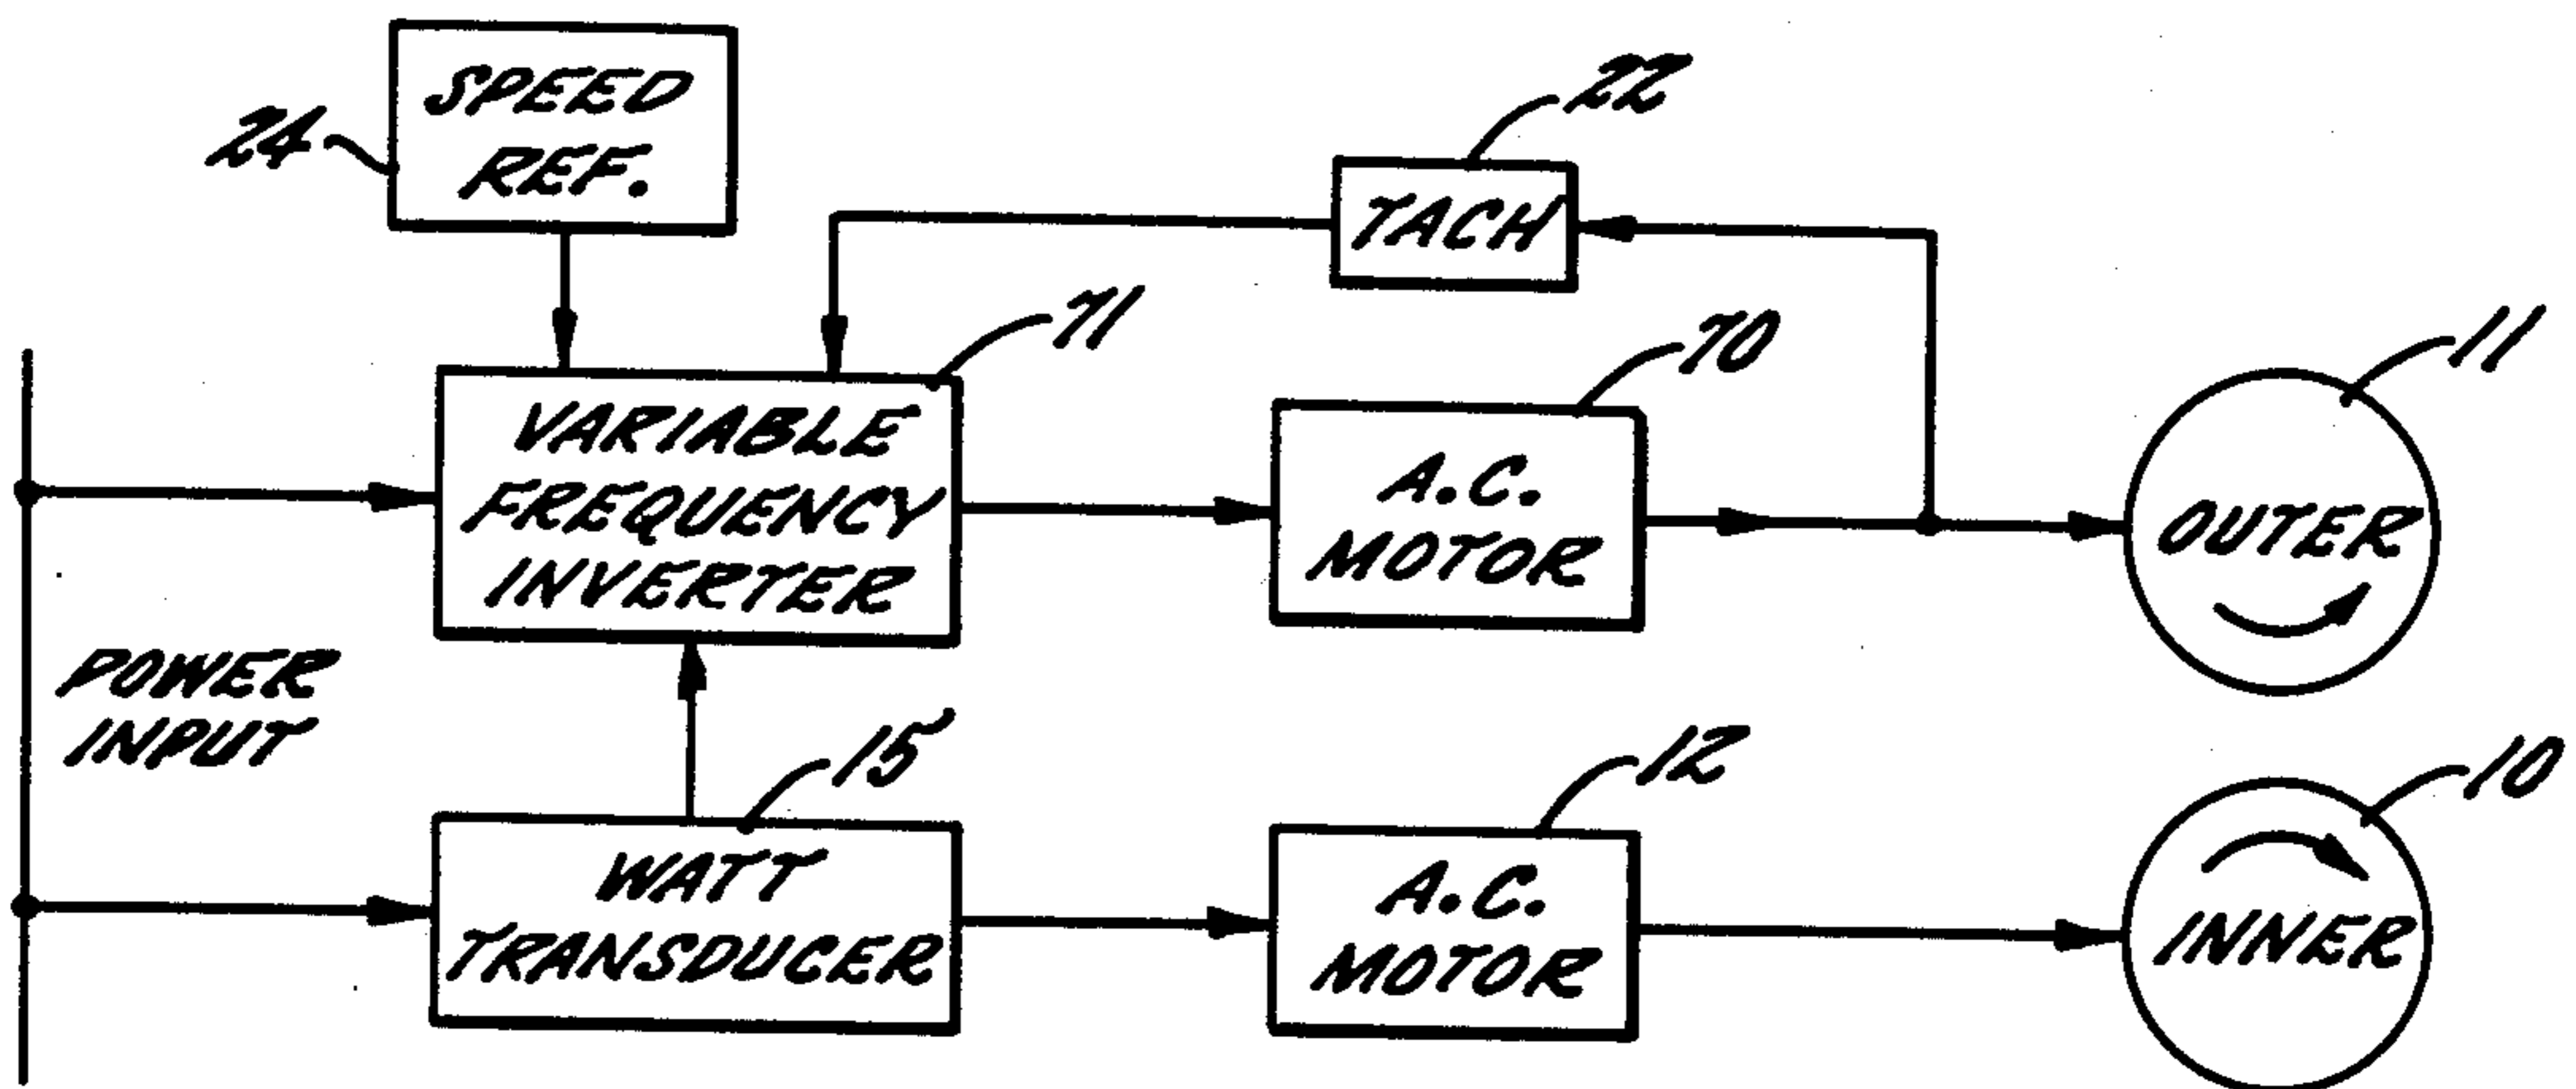 SPEED
REF.
24
22
TACH
71
VARIABLE
FREQUENCY
INVERTER
70
A.C.
MOTOR
11
OUTER
POWER
INPUT
15
WATT
TRANSDUCER
12
A.C.
MOTOR
10
INNER